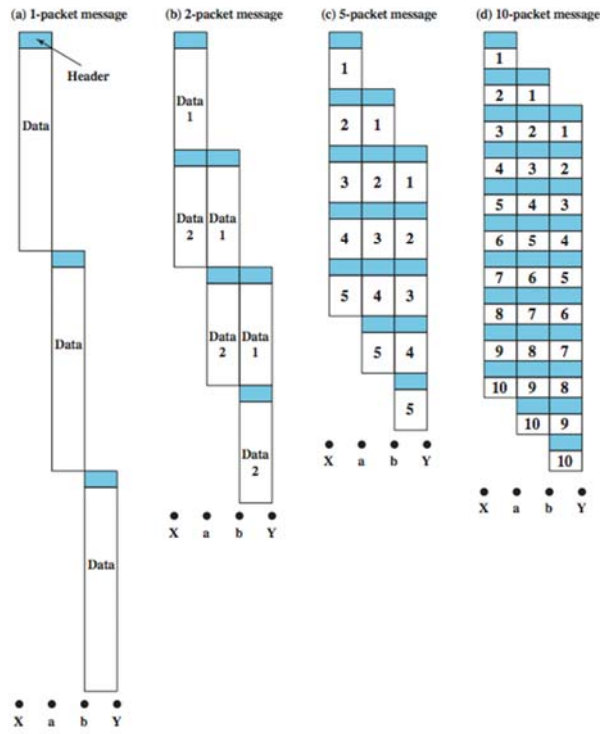 (a) 1-packet message
Header
Data
Data
Data
X a b Y
(b) 2-packet message
Data
1
Data Data
2 1
Data Data
2 1
Data
2
X a b Y
(c) 5-packet message
1
2 1
3 2 1
4 3 2
5 4 3
5 4
5
X a b Y
(d) 10-packet message
1
2 1
3 2 1
4 3 2
5 4 3
6 5 4
7 6 5
8 7 6
9 8 7
10 9 8
10 9
10
X a b Y